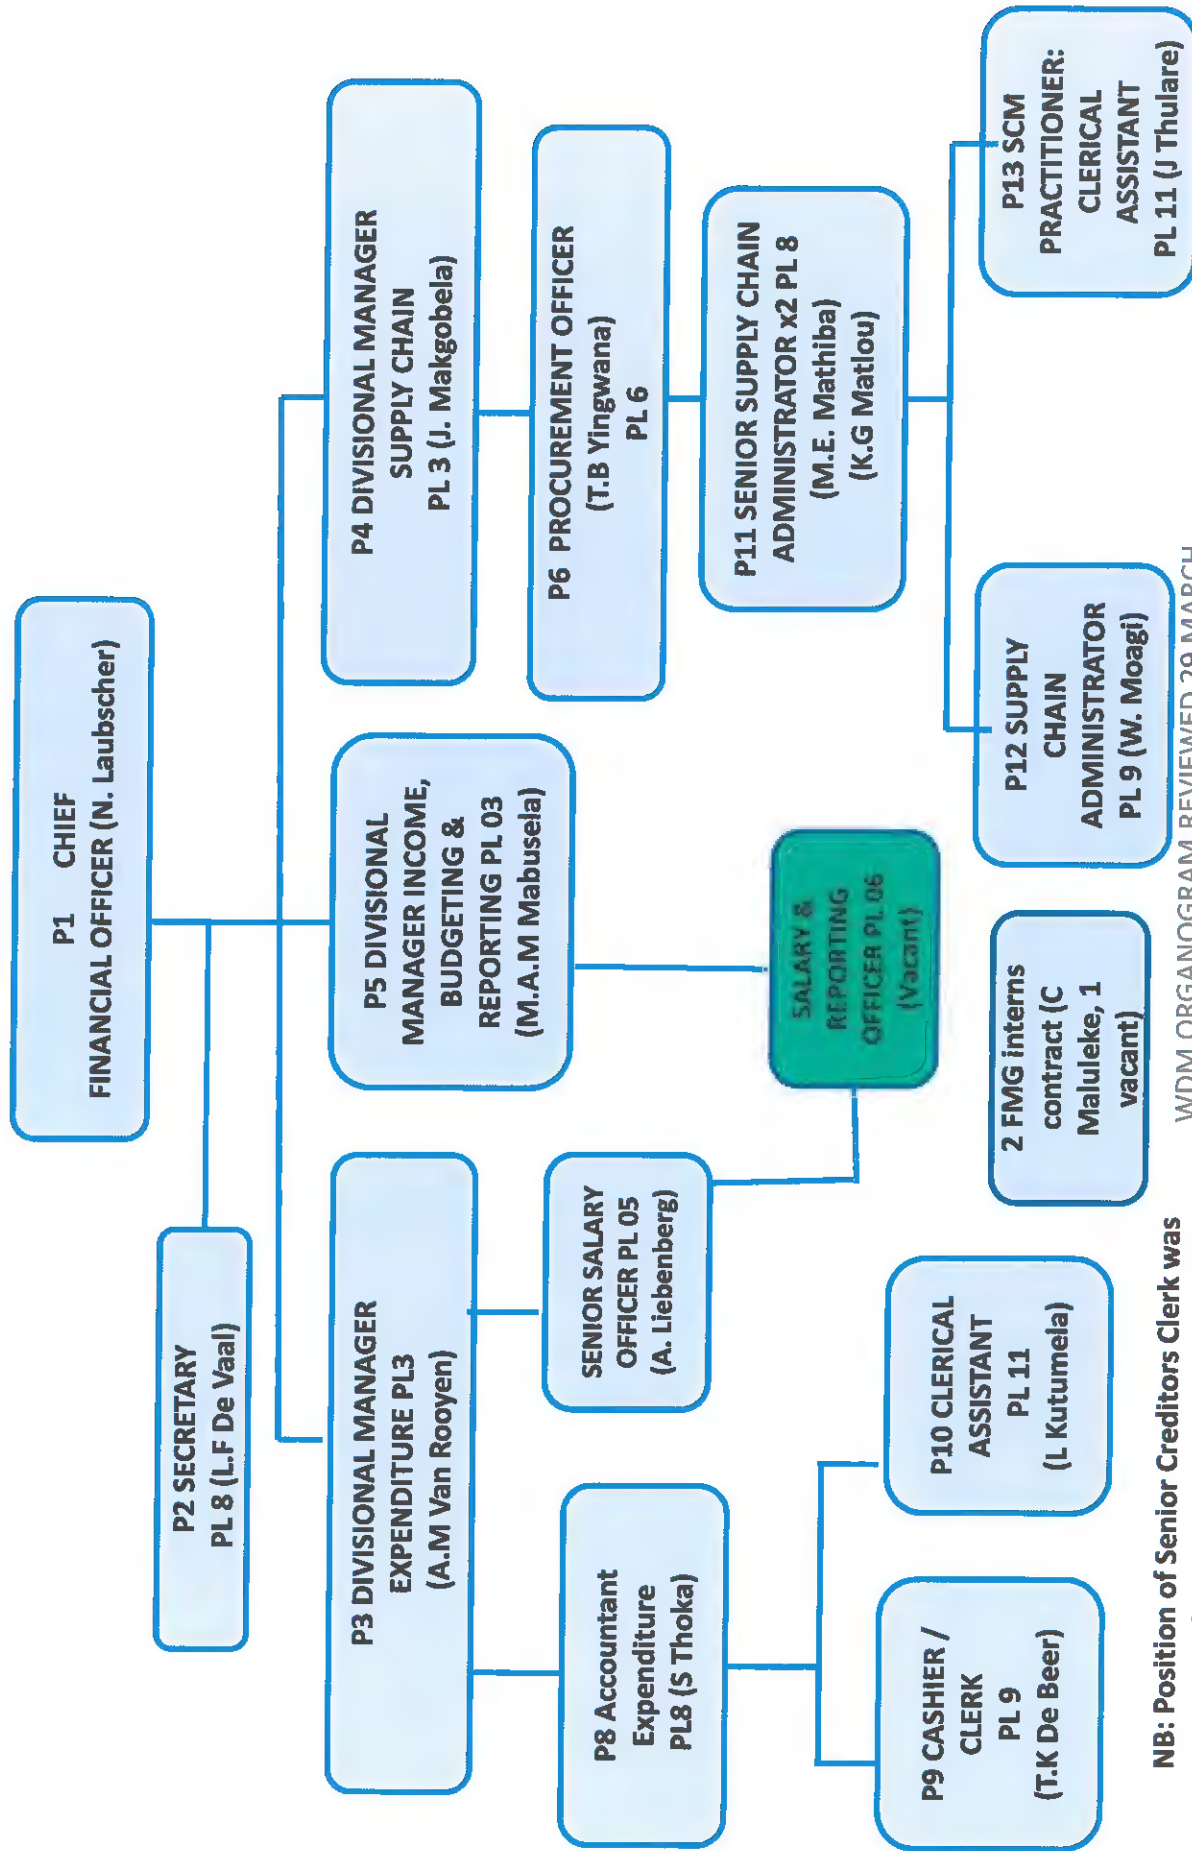 P1 CHIEF
FINANCIAL OFFICER (N. Laubscher)
P2 SECRETARY
PL 8 (L.F De Vaal)
P3 DIVISIONAL MANAGER
EXPENDITURE PL3
(A.M Van Rooyen)
P5 DIVISIONAL
MANAGER INCOME,
BUDGETING &
REPORTING PL 03
(M.A.M Mabusela)
P4 DIVISIONAL MANAGER
SUPPLY CHAIN
PL 3 (J. Makgobela)
P8 Accountant
Expenditure
PL8 (S Thoka)
SENIOR SALARY
OFFICER PL 05
(A. Liebenberg)
P6 PROCUREMENT OFFICER
(T.B Yingwana)
PL 6
SALARY &
REPORTING
OFFICER PL 06
(Vacant)
P11 SENIOR SUPPLY CHAIN
ADMINISTRATOR x2 PL 8
(M.E. Mathiba)
(K.G Matlou)
P9 CASHIER /
CLERK
PL 9
(T.K De Beer)
P10 CLERICAL
ASSISTANT
PL 11
(L Kutumela)
2 FMG interns
contract (C
Maluleke, 1
vacant)
P12 SUPPLY
CHAIN
ADMINISTRATOR
PL 9 (W. Moagi)
P13 SCM
PRACTITIONER:
CLERICAL
ASSISTANT
PL 11 (J Thulare)
NB: Position of Senior Creditors Clerk was
WDM ORGANOGRAM REVIEWED 29 MARCH